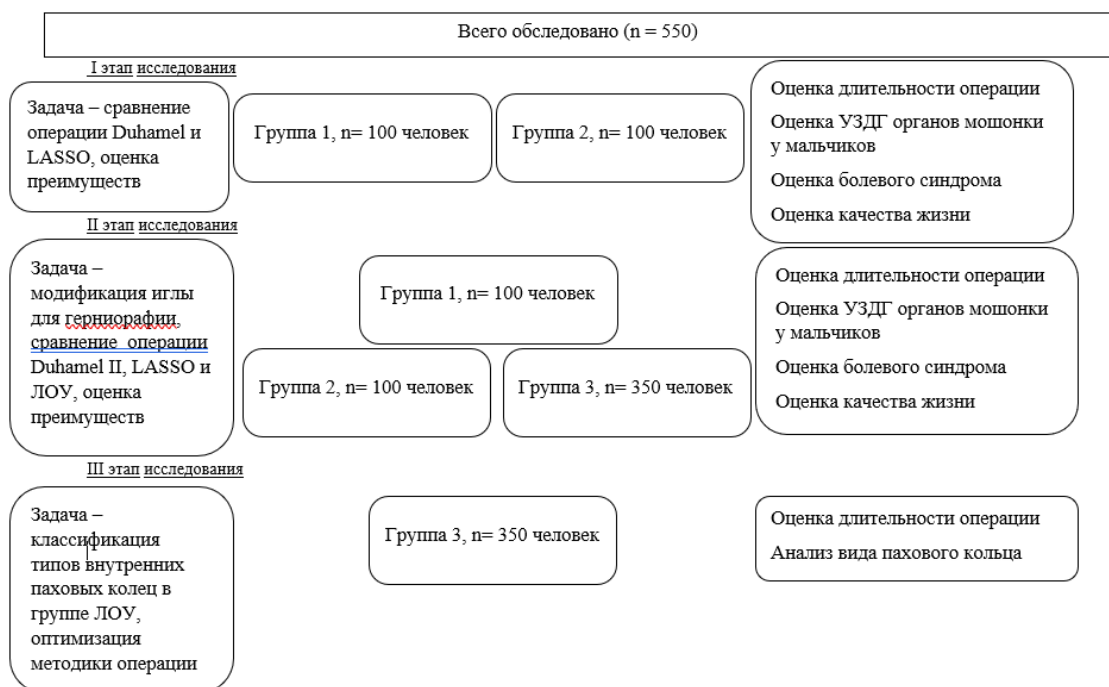 Всего обследовано (n = 550)
I этап исследования
Задача – сравнение
операции Duhamel и
LASSO, оценка
преимуществ
Группа 1, n= 100 человек
Группа 2, n= 100 человек
Оценка длительности операции
Оценка УЗДГ органов мошонки
у мальчиков
Оценка болевого синдрома
Оценка качества жизни
II этап исследования
Задача –
модификация иглы
для герниорафии,
сравнение операции
Duhamel II, LASSO и
ЛОУ, оценка
преимуществ
Группа 1, n= 100 человек
Группа 2, n= 100 человек
Группа 3, n= 350 человек
Оценка длительности операции
Оценка УЗДГ органов мошонки
у мальчиков
Оценка болевого синдрома
Оценка качества жизни
III этап исследования
Задача –
классификация
типов внутренних
паховых колец в
группе ЛОУ,
оптимизация
методики операции
Группа 3, n= 350 человек
Оценка длительности операции
Анализ вида пахового кольца